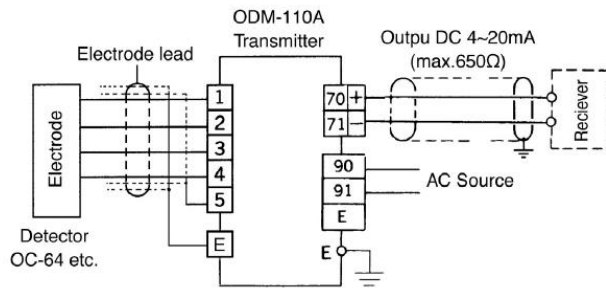 ODM-110A
Transmitter
Electrode lead
Outpu DC 4~20mA
(max.650Ω)
Electrode
1
2
3
4
5
E
70 +
71 −
90
91
E
E
AC Source
Reciever
Detector
OC-64 etc.